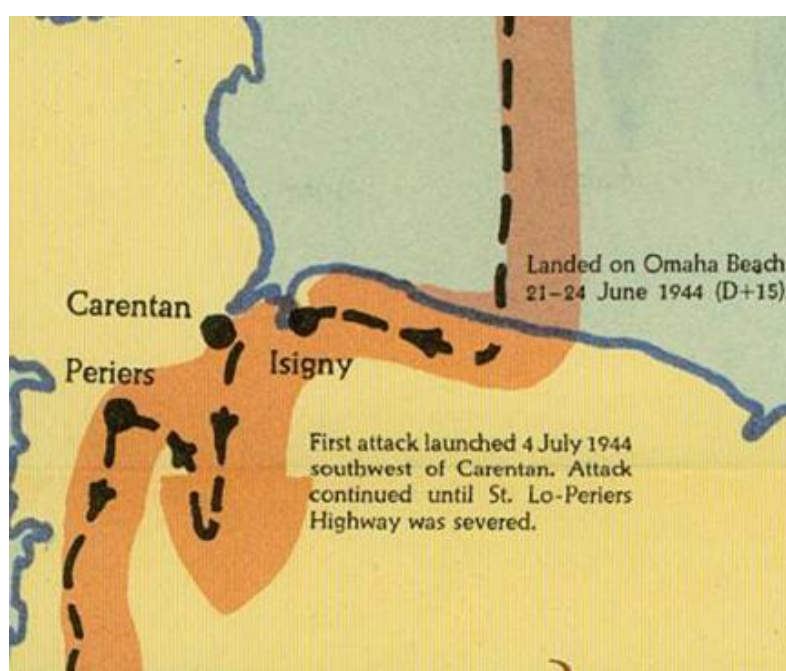 Landed on Omaha Beach
21–24 June 1944 (D+15)
Carentan
Isigny
Periers
First attack launched 4 July 1944
southwest of Carentan. Attack
continued until St. Lo-Periers
Highway was severed.